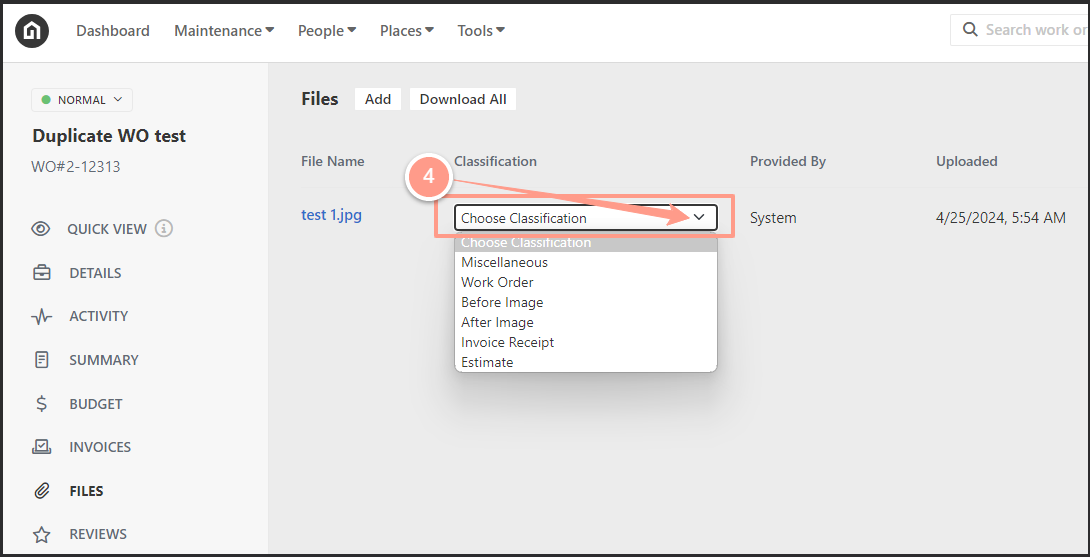 Dashboard Maintenance People Places Tools Search work or
NORMAL
Duplicate WO test
WO#2-12313
QUICK VIEW
DETAILS
ACTIVITY
SUMMARY
BUDGET
INVOICES
FILES
REVIEWS
Files Add Download All
File Name Classification Provided By Uploaded
4
test 1.jpg Choose Classification System 4/25/2024, 5:54 AM
Choose Classification
Miscellaneous
Work Order
Before Image
After Image
Invoice Receipt
Estimate